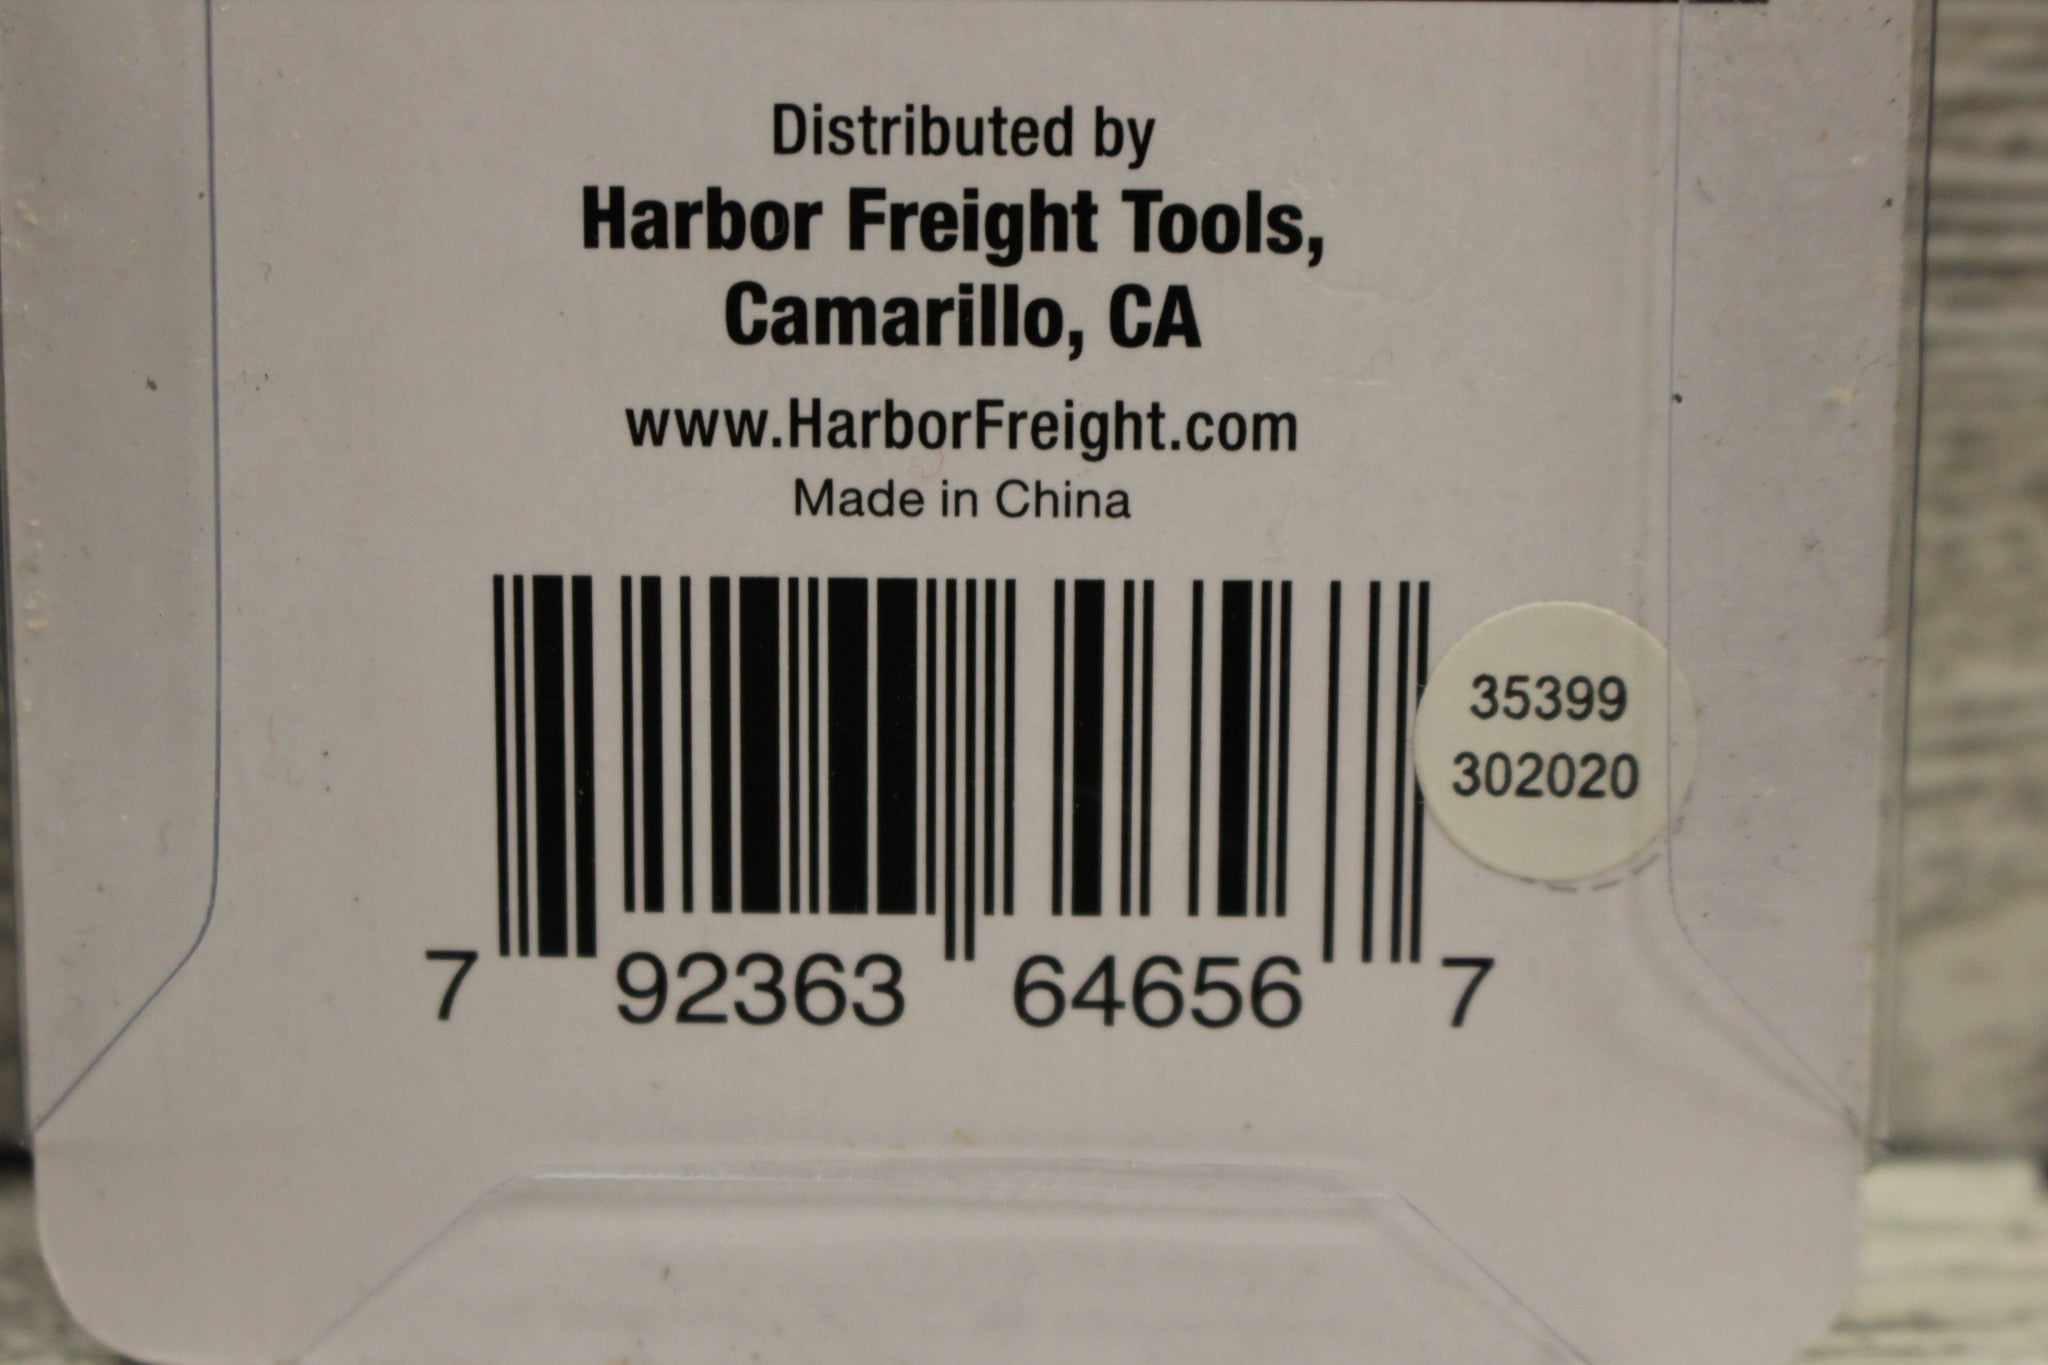 Distributed by
Harbor Freight Tools,
Camarillo, CA
www.HarborFreight.com
Made in China
35399
302020
7 92363 64656 7